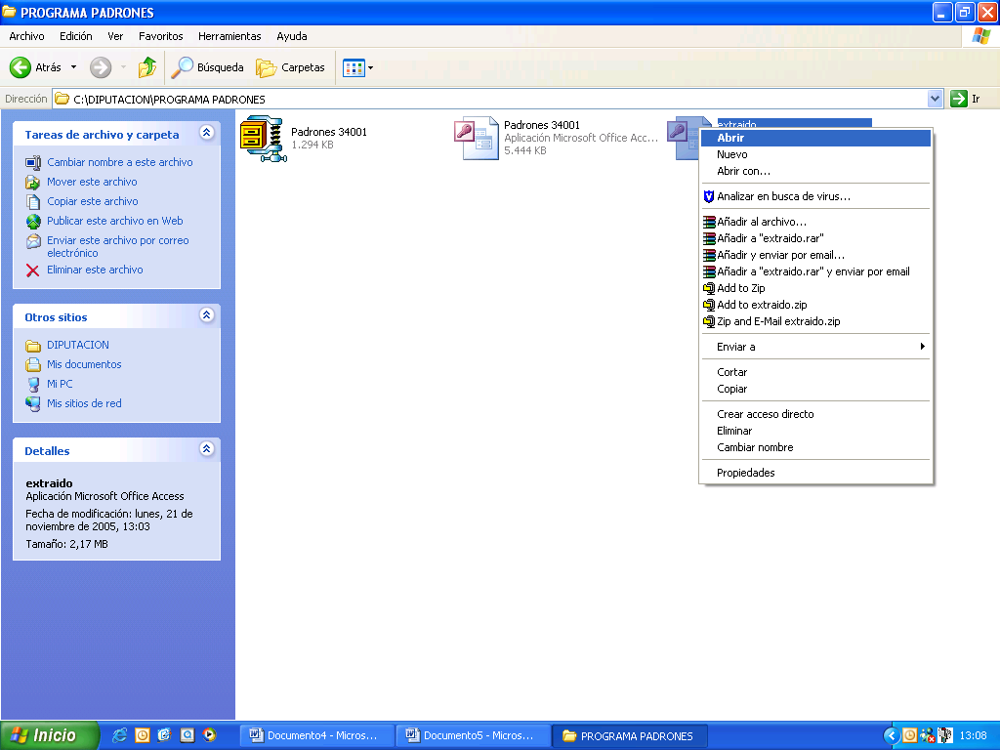 PROGRAMA PADRONES
Archivo Edición Ver Favoritos Herramientas Ayuda
Atrás Búsqueda Carpetas
Dirección C:\DIPUTACION\PROGRAMA PADRONES Ir
Tareas de archivo y carpeta
Cambiar nombre a este archivo
Mover este archivo
Copiar este archivo
Publicar este archivo en Web
Enviar este archivo por correo
electrónico
Eliminar este archivo
Otros sitios
DIPUTACION
Mis documentos
Mi PC
Mis sitios de red
Detalles
extraido
Aplicación Microsoft Office Access
Fecha de modificación: lunes, 21 de
noviembre de 2005, 13:03
Tamaño: 2,17 MB
Padrones 34001
1.294 KB
Padrones 34001
Aplicación Microsoft Office Acc...
5.444 KB
extraido
Abrir
Nuevo
Abrir con...
Analizar en busca de virus...
Añadir al archivo...
Añadir a "extraido.rar"
Añadir y enviar por email...
Añadir a "extraido.rar" y enviar por email
Add to Zip
Add to extraido.zip
Zip and E-Mail extraido.zip
Enviar a
Cortar
Copiar
Crear acceso directo
Eliminar
Cambiar nombre
Propiedades
Inicio Documento4 - Micros... Documento5 - Micros... PROGRAMA PADRONES 13:08